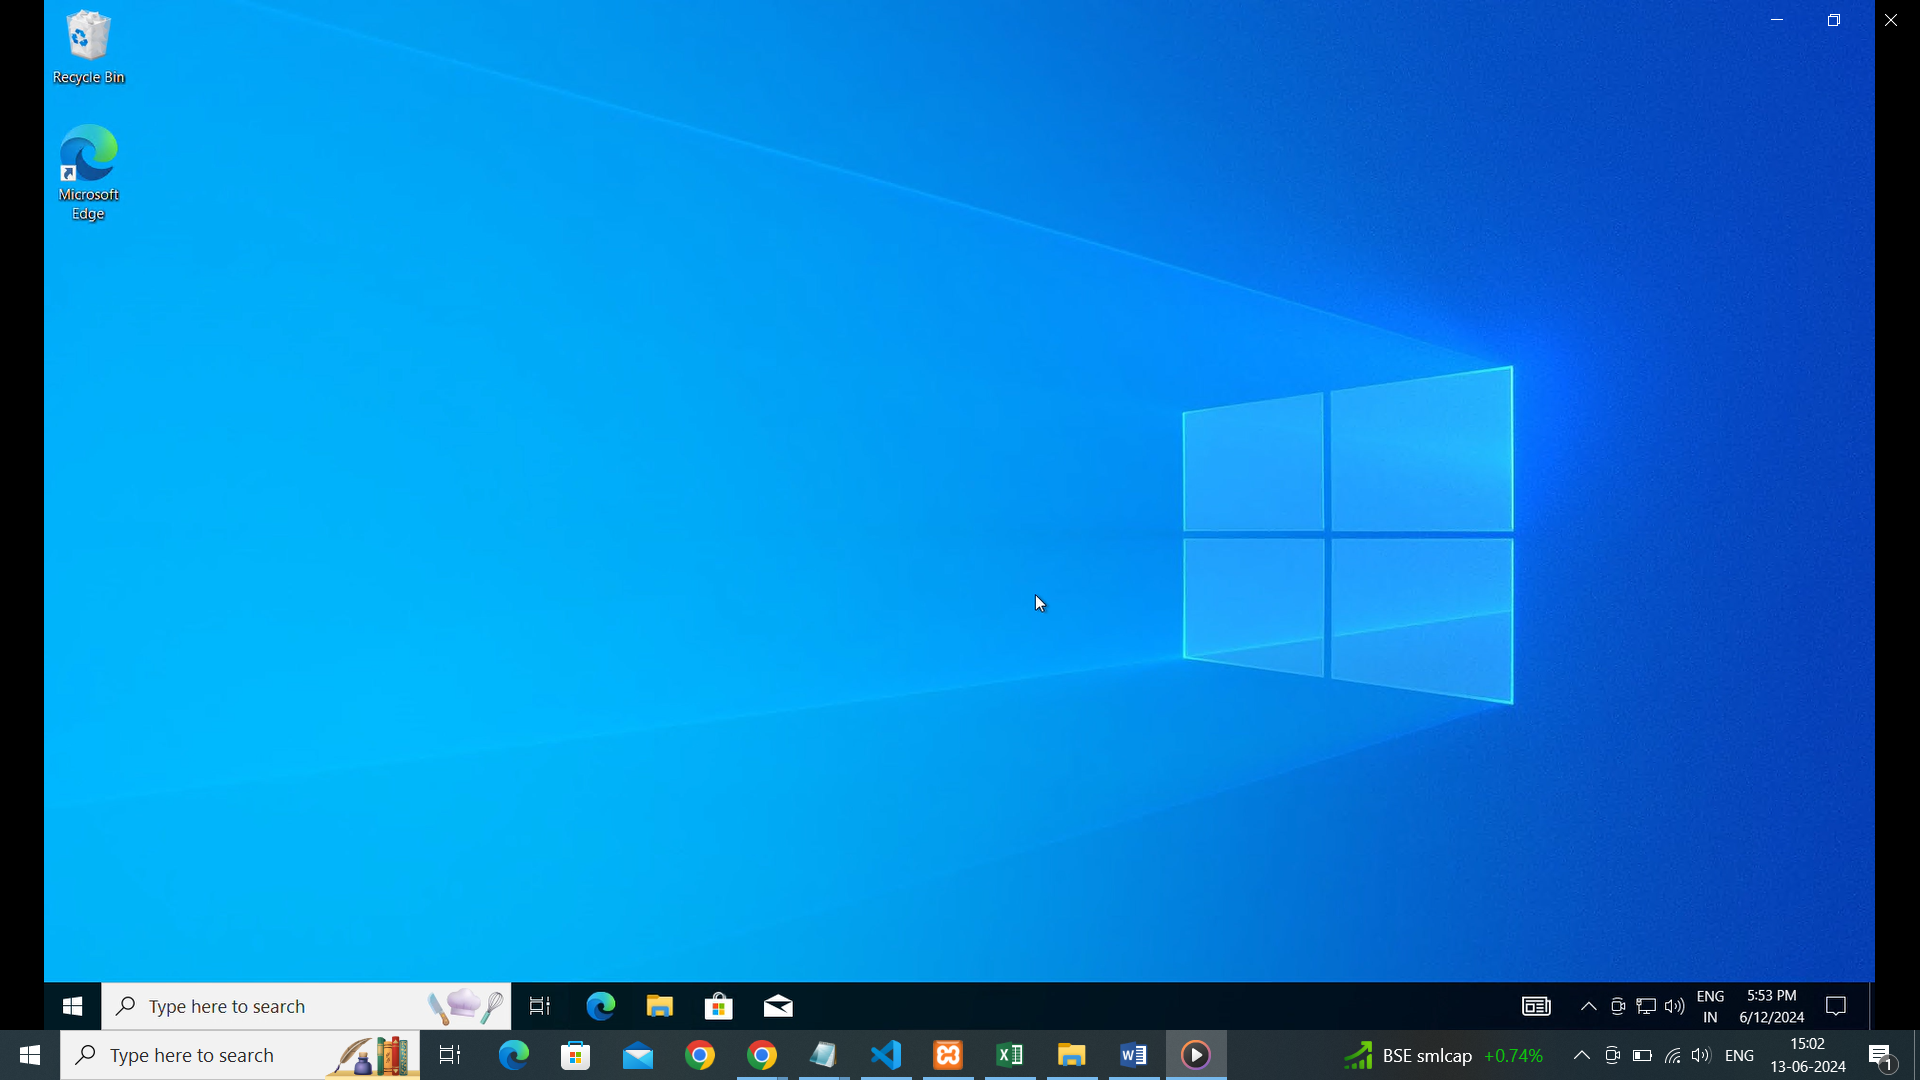 Recycle Bin
Microsoft
Edge
Type here to search
ENG
IN
5:53 PM
6/12/2024
Type here to search
BSE smlcap +0.74%
ENG
15:02
13-06-2024
1